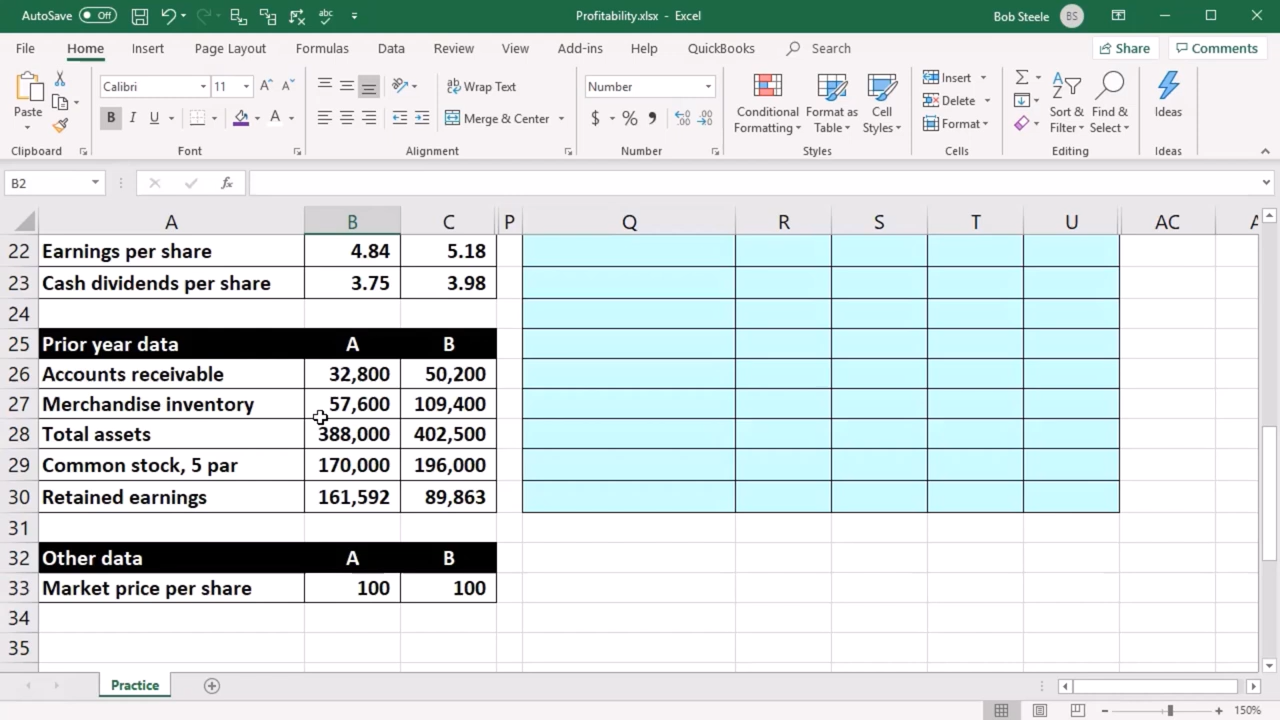 AutoSave Off Profitability.xlsx - Excel Bob Steele BS
File Home Insert Page Layout Formulas Data Review View Add-ins Help QuickBooks Search Share Comments
Paste
Clipboard
Calibri 11 A A
B I U A
Font
Wrap Text
Merge & Center
Alignment
Number
$ % ,
Number
Conditional Formatting
Format as Table
Cell Styles
Styles
Insert
Delete
Format
Cells
Sort & Filter
Find & Select
Editing
Ideas
Ideas
B2 fx
A B C P Q R S T U AC
22 Earnings per share 4.84 5.18
23 Cash dividends per share 3.75 3.98
24
25 Prior year data A B
26 Accounts receivable 32,800 50,200
27 Merchandise inventory 57,600 109,400
28 Total assets 388,000 402,500
29 Common stock, 5 par 170,000 196,000
30 Retained earnings 161,592 89,863
31
32 Other data A B
33 Market price per share 100 100
34
35
Practice
150%